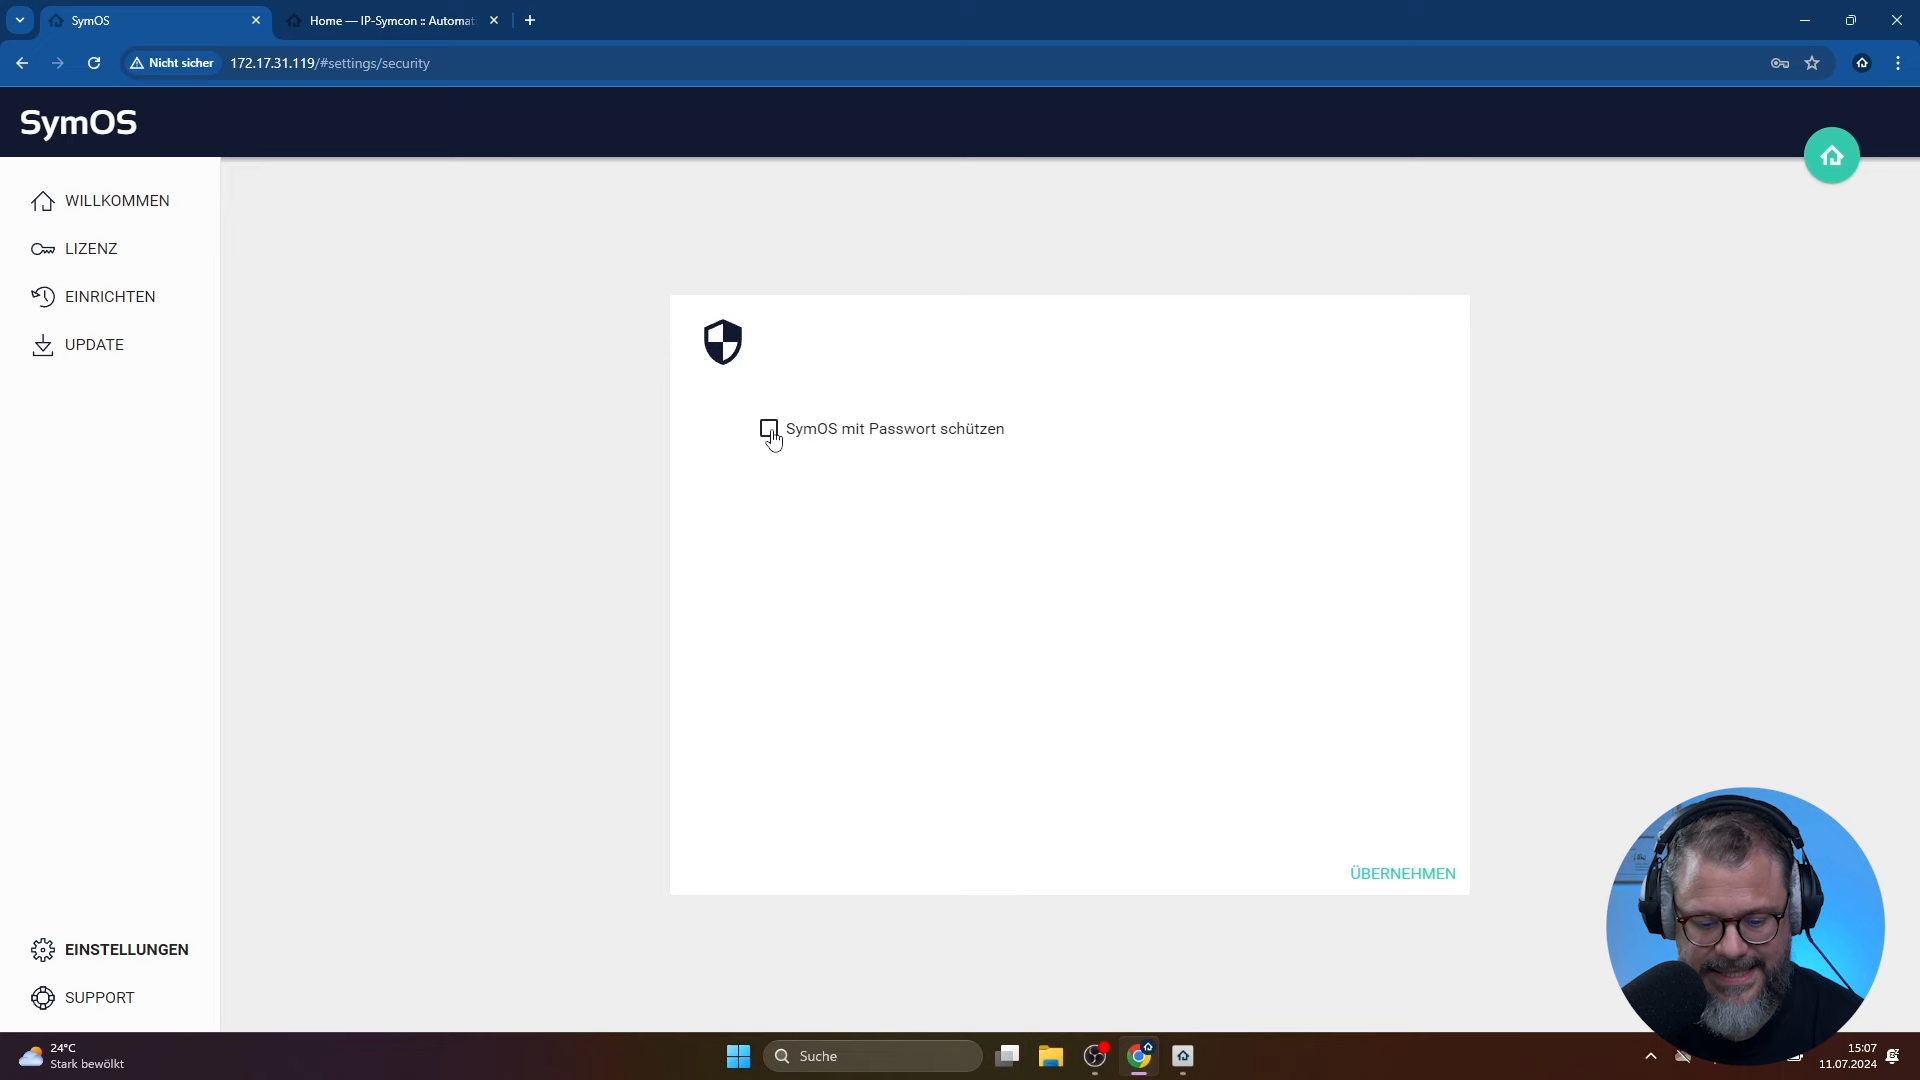 SymOS
Home — IP-Symcon :: Automat
Nicht sicher
172.17.31.119/#settings/security
SymOS
WILLKOMMEN
LIZENZ
EINRICHTEN
UPDATE
SymOS mit Passwort schützen
ÜBERNEHMEN
EINSTELLUNGEN
SUPPORT
24°C
Stark bewölkt
Suche
15:07
11.07.2024